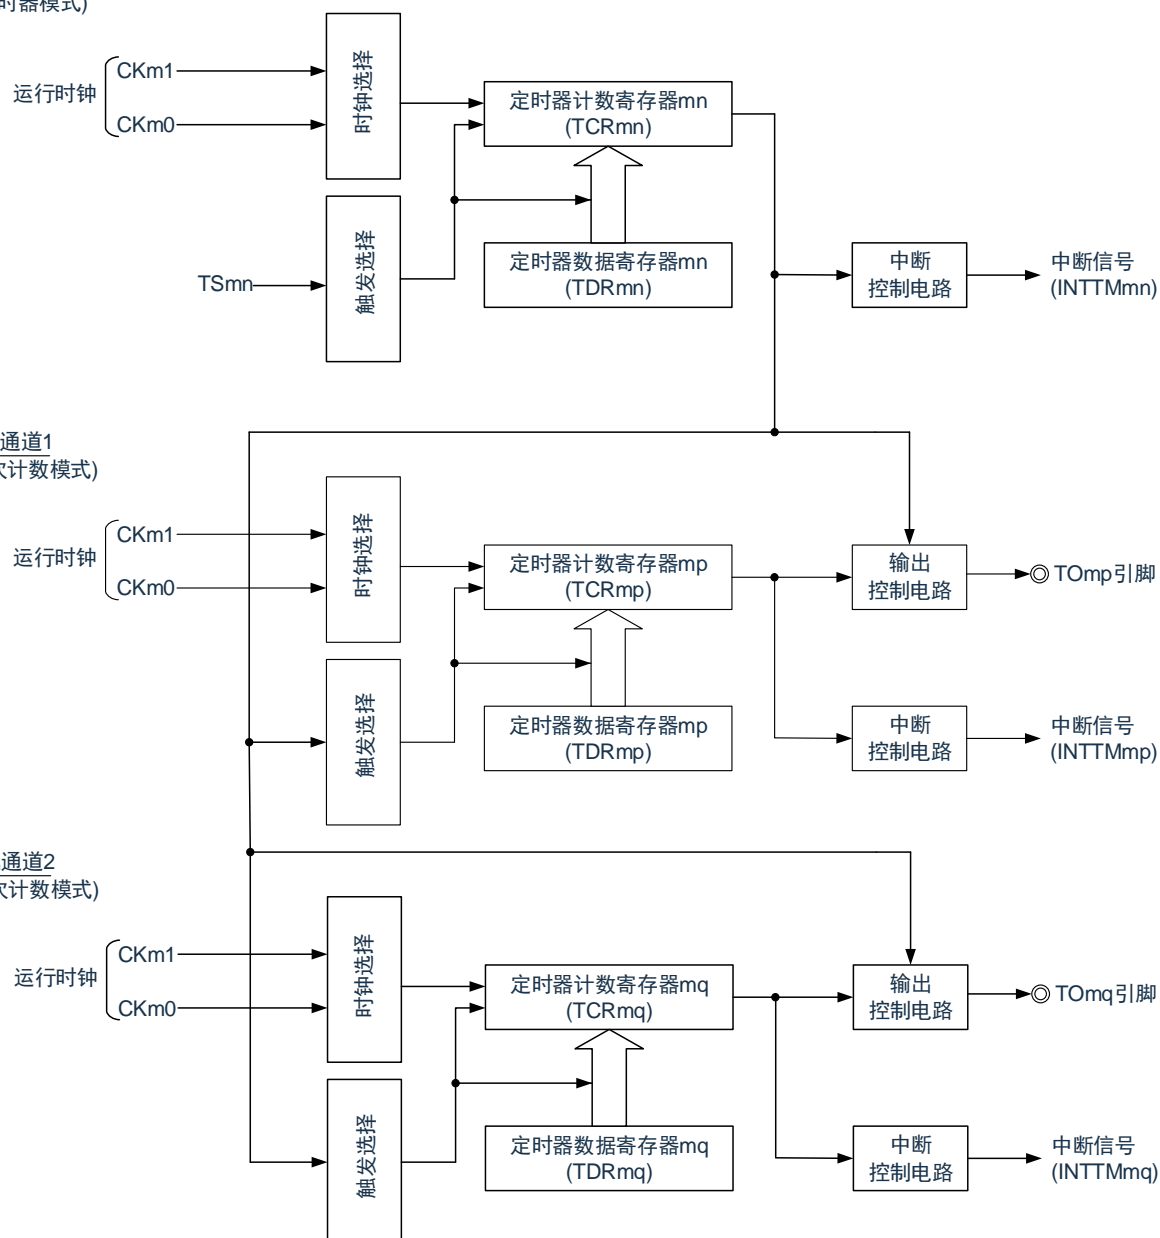 时器模式)
运行时钟
CKm1
CKm0
时钟选择
定时器计数寄存器mn
(TCRmn)
TSmn
触发选择
定时器数据寄存器mn
(TDRmn)
中断
控制电路
中断信号
(INTTMmn)
通道1
次计数模式)
运行时钟
CKm1
CKm0
时钟选择
定时器计数寄存器mp
(TCRmp)
输出
控制电路
TOmp引脚
触发选择
定时器数据寄存器mp
(TDRmp)
中断
控制电路
中断信号
(INTTMmp)
通道2
次计数模式)
运行时钟
CKm1
CKm0
时钟选择
定时器计数寄存器mq
(TCRmq)
输出
控制电路
TOmq引脚
触发选择
定时器数据寄存器mq
(TDRmq)
中断
控制电路
中断信号
(INTTMmq)